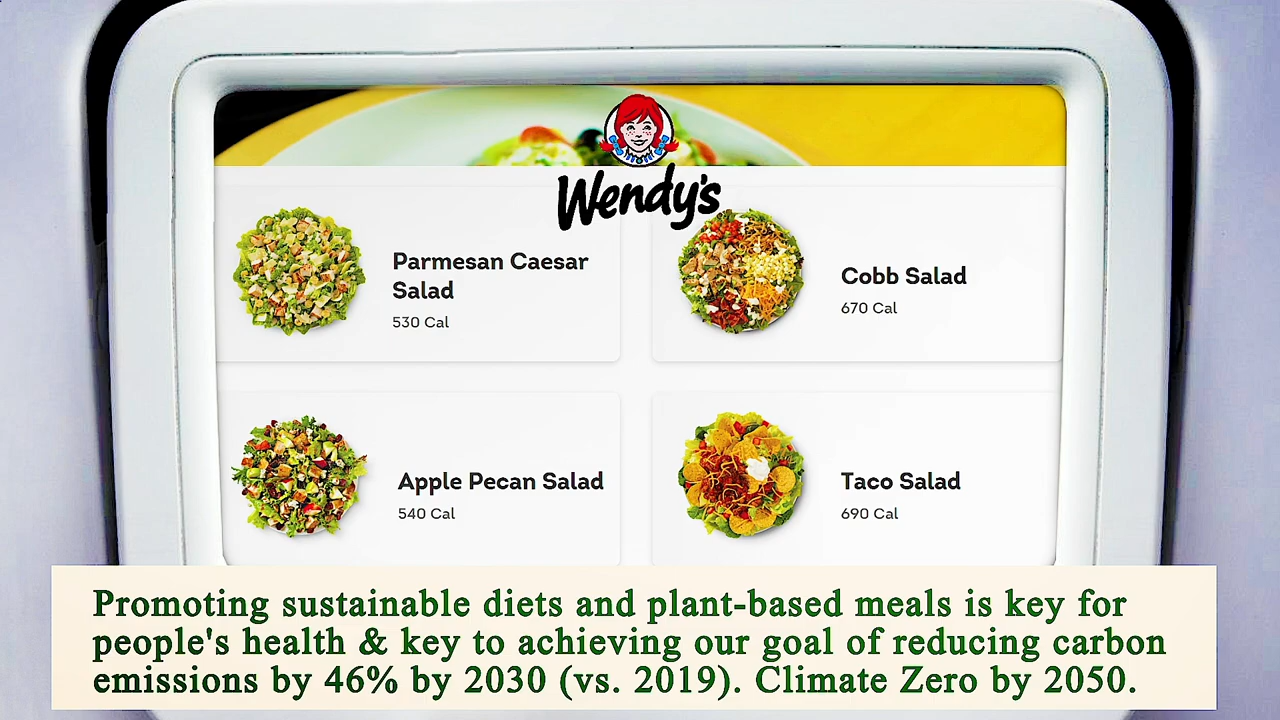 Wendy's
Parmesan Caesar
Salad
530 Cal
Cobb Salad
670 Cal
Apple Pecan Salad
540 Cal
Taco Salad
690 Cal
Promoting sustainable diets and plant-based meals is key for
people's health & key to achieving our goal of reducing carbon
emissions by 46% by 2030 (vs. 2019). Climate Zero by 2050.